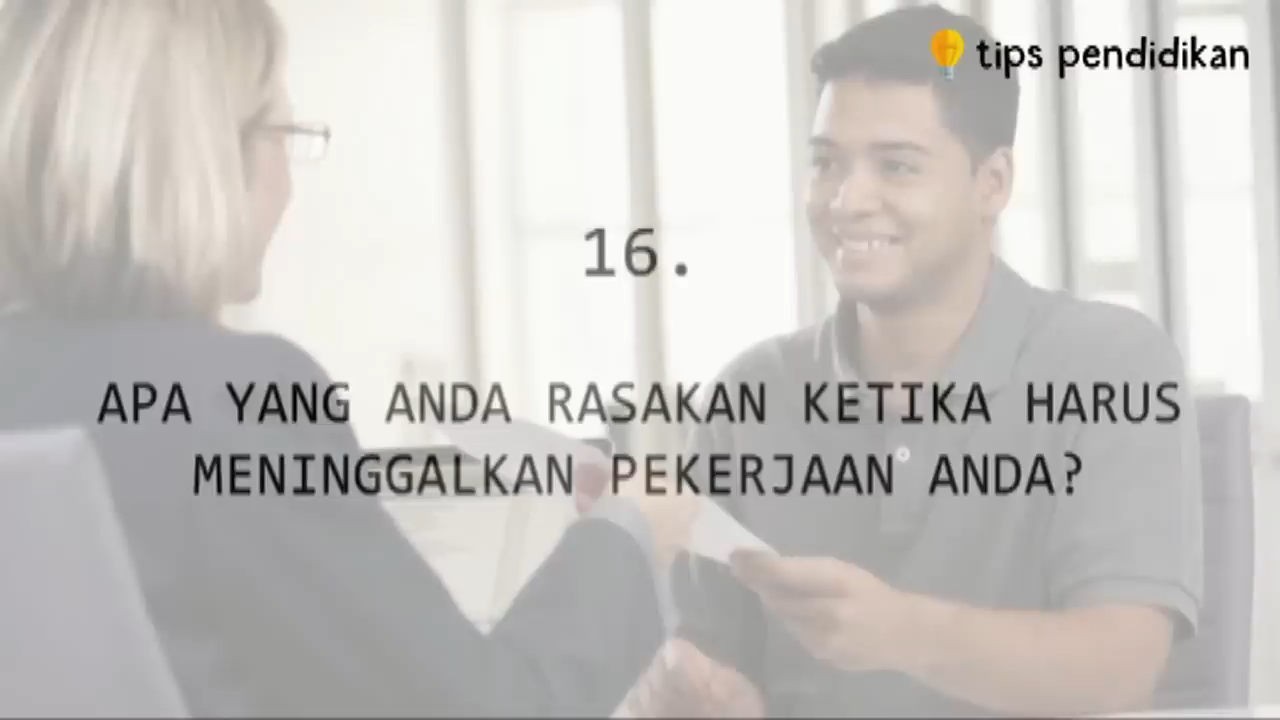 tips pendidikan
16.
APA YANG ANDA RASAKAN KETIKA HARUS
MENINGGALKAN PEKERJAAN ANDA?